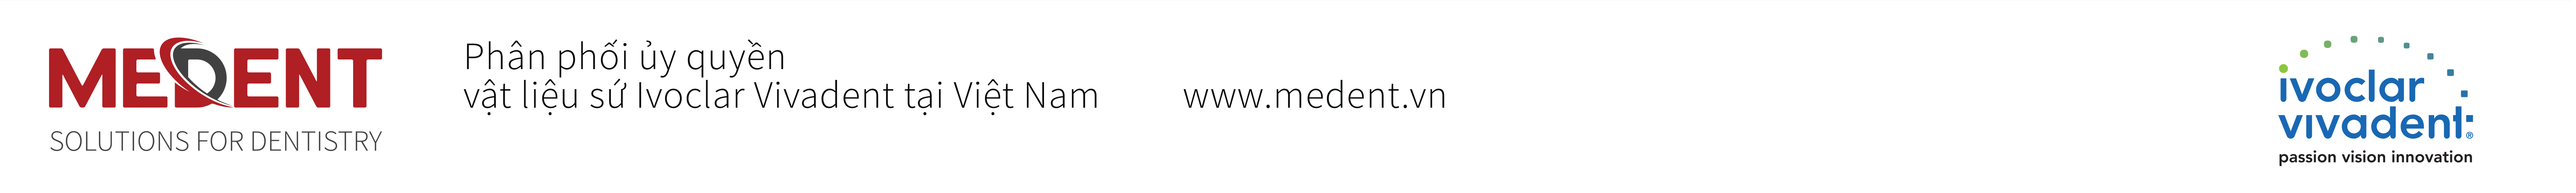 MEDENT
SOLUTIONS FOR DENTISTRY
Phân phối ủy quyền
vật liệu sứ Ivoclar Vivadent tại Việt Nam
www.medent.vn
ivoclar
vivadent®
passion vision innovation